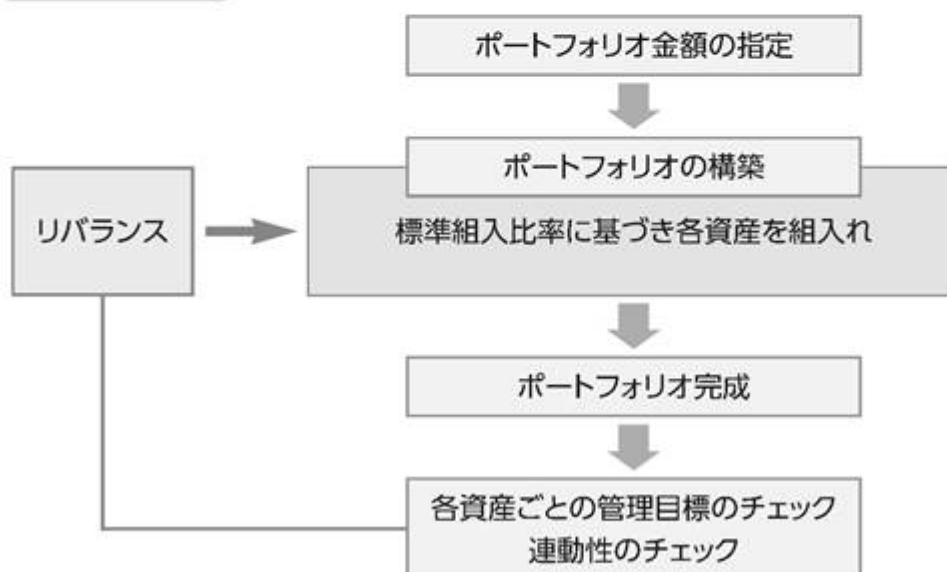 ポートフォリオ金額の指定
ポートフォリオの構築
リバランス
標準組入比率に基づき各資産を組入れ
ポートフォリオ完成
各資産ごとの管理目標のチェック
連動性のチェック